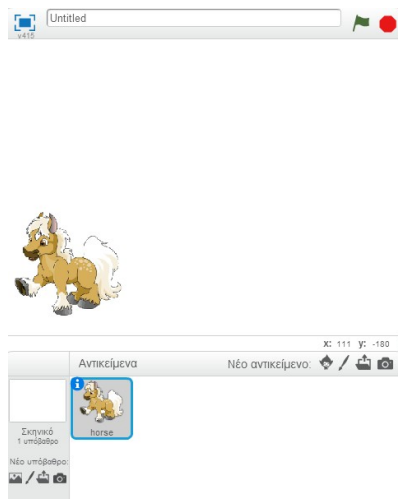 Untitled
v415
x: 111 y: -180
Αντικείμενα
Νέο αντικείμενο:
horse
Σκηνικό
1 υπόβαθρο
Νέο υπόβαθρο: